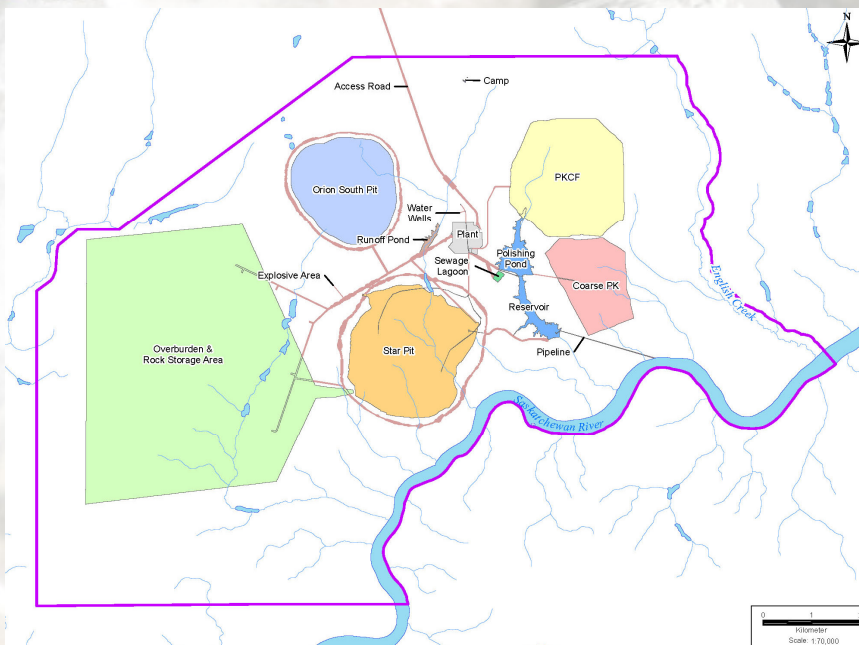 N
Access Road
Camp
PKCF
Orion South Pit
Water
Wells
Plant
Runoff Pond
Polishing
Pond
Sewage
Lagoon
Explosive Area
Coarse PK
English Creek
Reservoir
Overburden &
Rock Storage Area
Star Pit
Pipeline
Saskatchewan River
0 1
Kilometer
Scale: 1:70,000